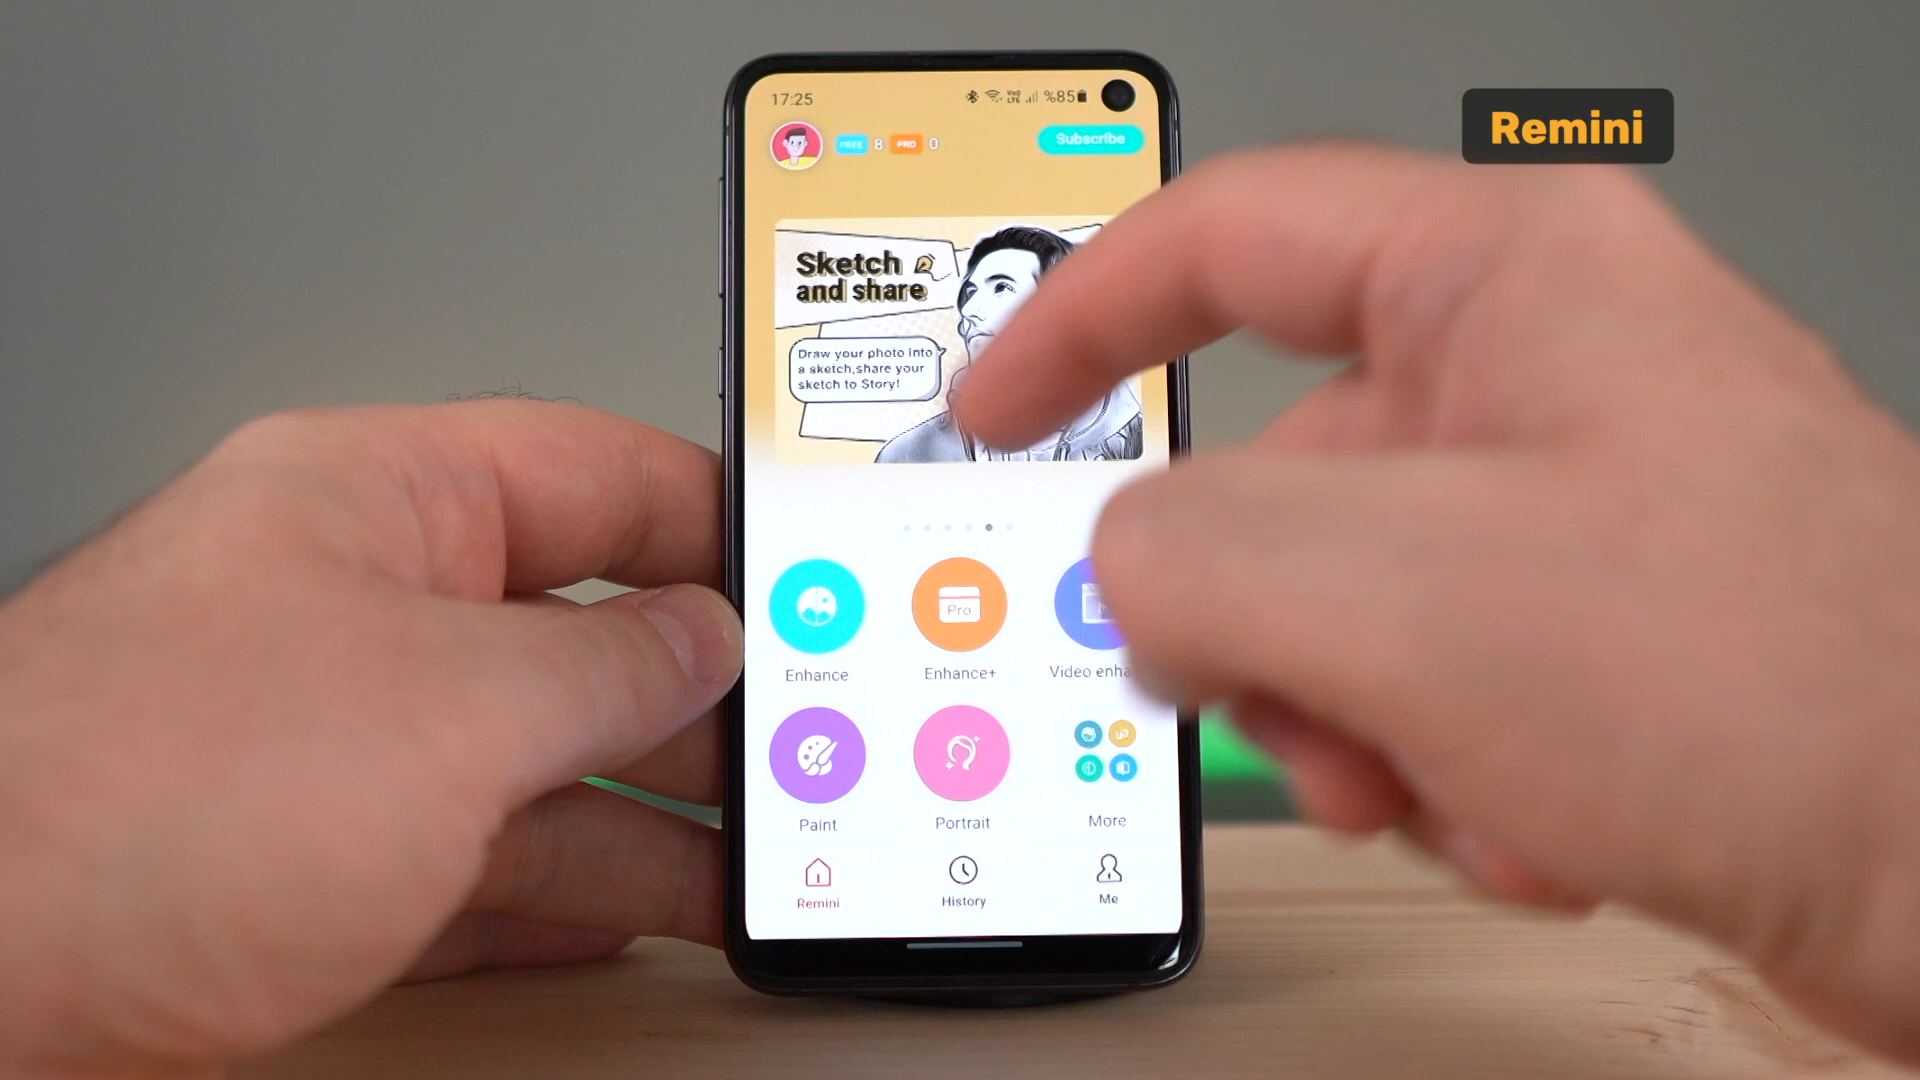 Remini
17:25
%85
FREE 8 PRO 0
Subscribe
Sketch
and share
Draw your photo into
a sketch,share your
sketch to Story!
Pro
Enhance
Enhance+
Video enha
Paint
Portrait
More
Remini
History
Me